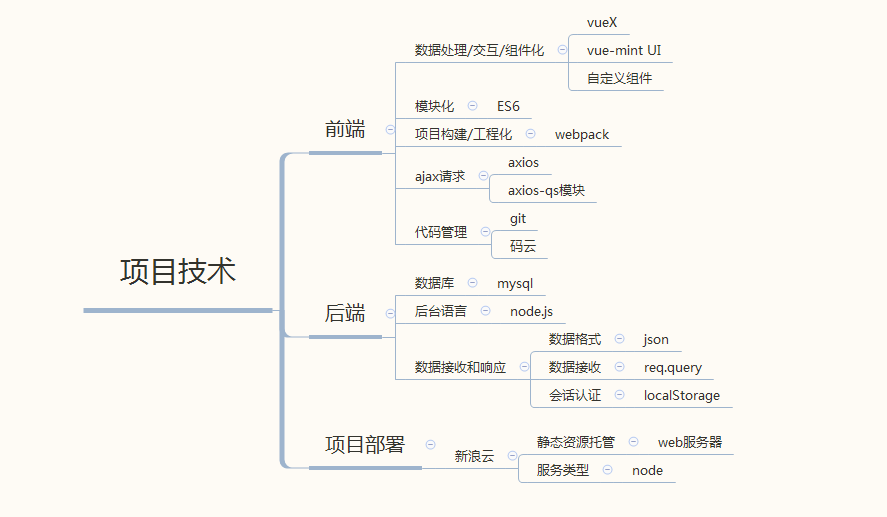 项目技术
前端
数据处理/交互/组件化
vueX
vue-mint UI
自定义组件
模块化
ES6
项目构建/工程化
webpack
ajax请求
axios
axios-qs模块
代码管理
git
码云
后端
数据库
mysql
后台语言
node.js
数据接收和响应
数据格式
json
数据接收
req.query
会话认证
localStorage
项目部署
新浪云
静态资源托管
web服务器
服务类型
node